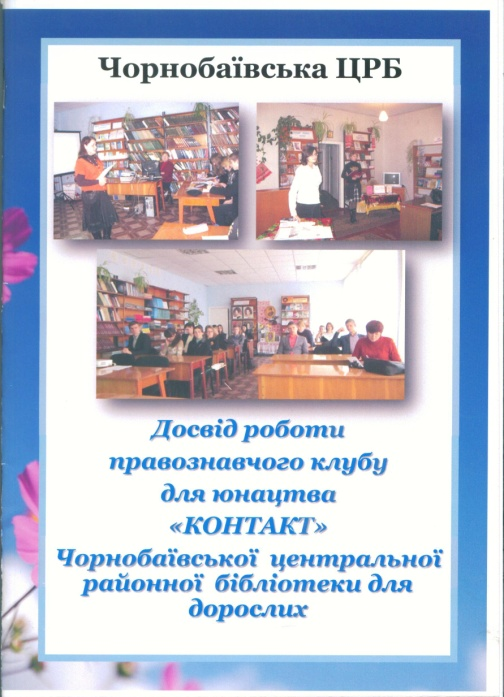 Чорнобаївська ЦРБ
Досвід роботи
правознавчого клубу
для юнацтва
«КОНТАКТ»
Чорнобаївської центральної
районної бібліотеки для
дорослих